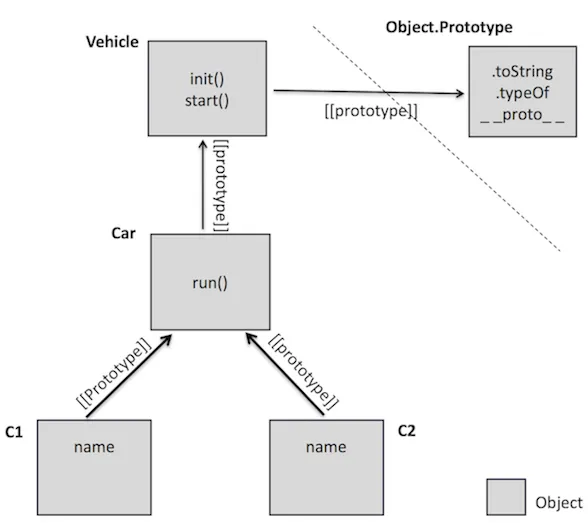 Object.Prototype
Vehicle
init()
start()
.toString
.typeOf
_ _proto_ _
[[prototype]]
[[prototype]]
Car
run()
[[Prototype]]
[[prototype]]
C1
name
name
C2
Object